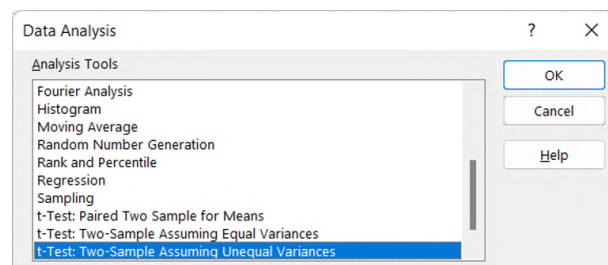 Data Analysis
?
Analysis Tools
Fourier Analysis
Histogram
Moving Average
Random Number Generation
Rank and Percentile
Regression
Sampling
t-Test: Paired Two Sample for Means
t-Test: Two-Sample Assuming Equal Variances
t-Test: Two-Sample Assuming Unequal Variances
OK
Cancel
Help